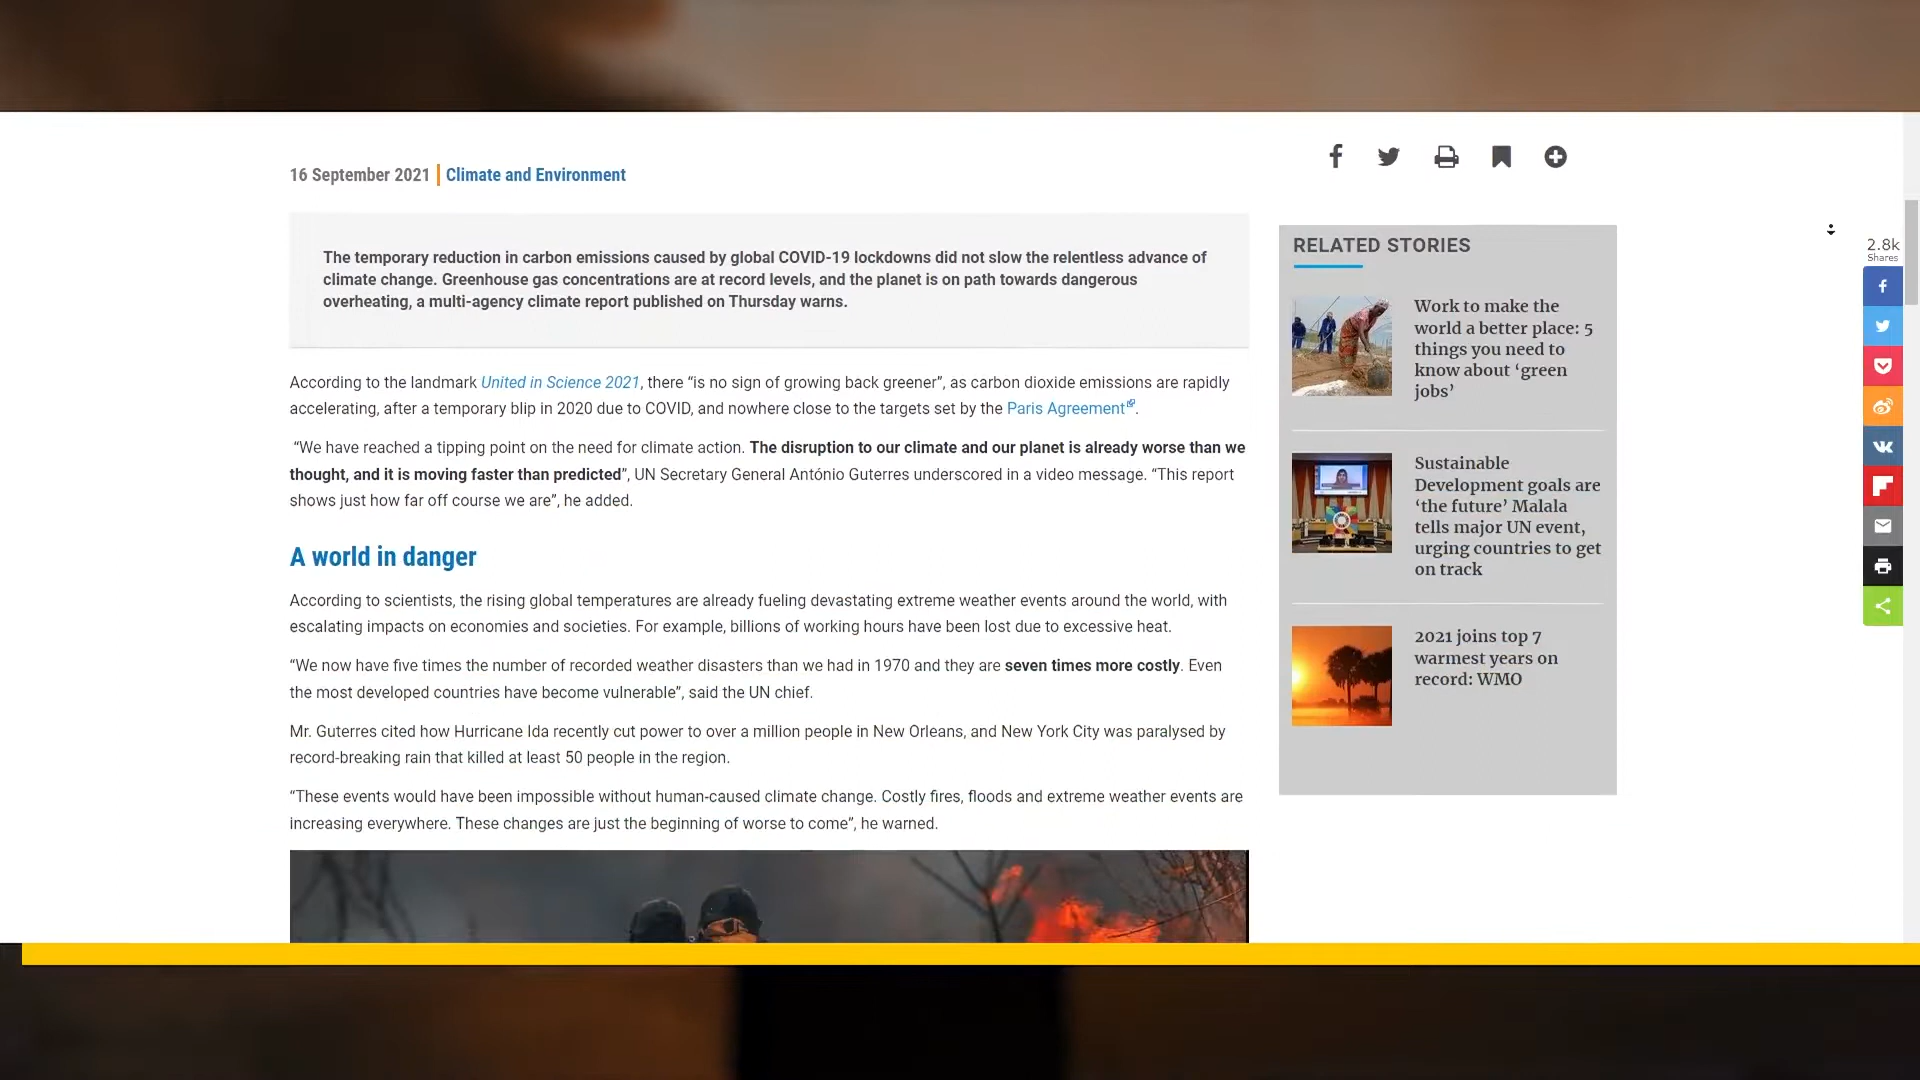 16 September 2021 | Climate and Environment
The temporary reduction in carbon emissions caused by global COVID-19 lockdowns did not slow the relentless advance of
climate change. Greenhouse gas concentrations are at record levels, and the planet is on path towards dangerous
overheating, a multi-agency climate report published on Thursday warns.
According to the landmark United in Science 2021, there “is no sign of growing back greener”, as carbon dioxide emissions are rapidly
accelerating, after a temporary blip in 2020 due to COVID, and nowhere close to the targets set by the Paris Agreement.
“We have reached a tipping point on the need for climate action. The disruption to our climate and our planet is already worse than we
thought, and it is moving faster than predicted”, UN Secretary General António Guterres underscored in a video message. “This report
shows just how far off course we are”, he added.
A world in danger
According to scientists, the rising global temperatures are already fueling devastating extreme weather events around the world, with
escalating impacts on economies and societies. For example, billions of working hours have been lost due to excessive heat.
“We now have five times the number of recorded weather disasters than we had in 1970 and they are seven times more costly. Even
the most developed countries have become vulnerable”, said the UN chief.
Mr. Guterres cited how Hurricane Ida recently cut power to over a million people in New Orleans, and New York City was paralysed by
record-breaking rain that killed at least 50 people in the region.
“These events would have been impossible without human-caused climate change. Costly fires, floods and extreme weather events are
increasing everywhere. These changes are just the beginning of worse to come”, he warned.
RELATED STORIES
Work to make the
world a better place: 5
things you need to
know about ‘green
jobs’
Sustainable
Development goals are
‘the future’ Malala
tells major UN event,
urging countries to get
on track
2021 joins top 7
warmest years on
record: WMO
2.8k
Shares